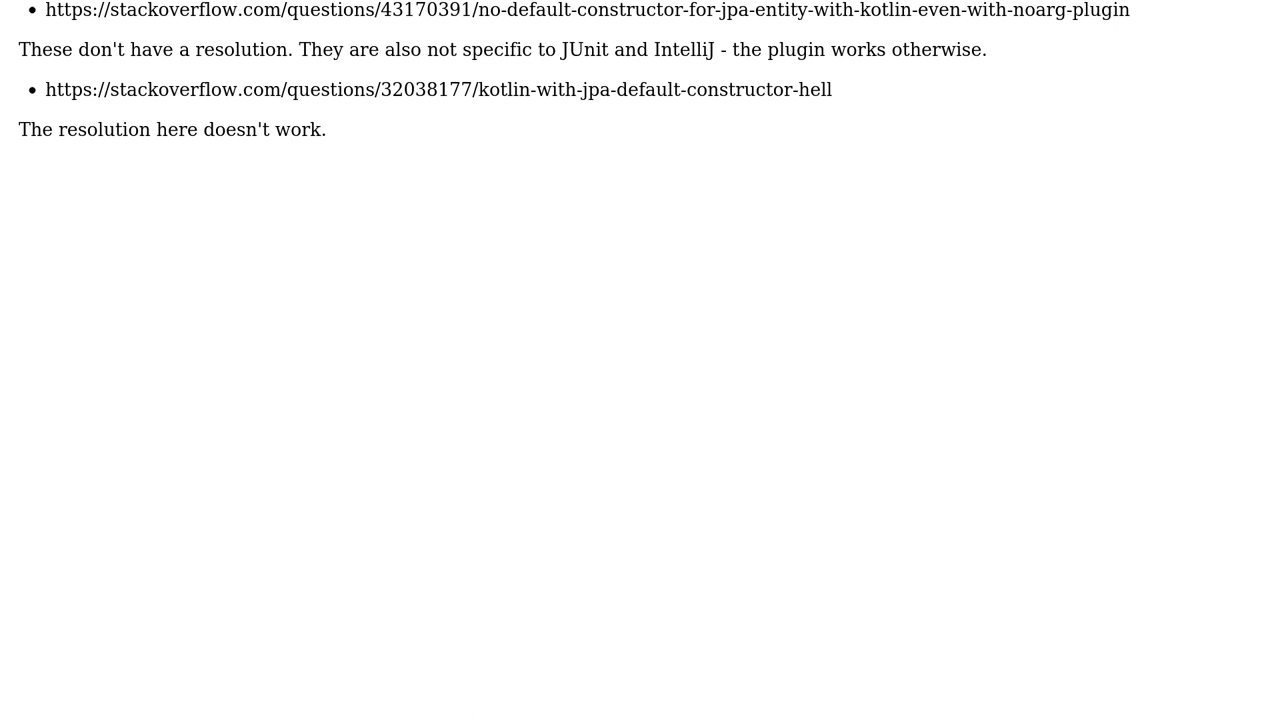 • https://stackoverflow.com/questions/43170391/no-default-constructor-for-jpa-entity-with-kotlin-even-with-noarg-plugin
These don't have a resolution. They are also not specific to JUnit and IntelliJ - the plugin works otherwise.
• https://stackoverflow.com/questions/32038177/kotlin-with-jpa-default-constructor-hell
The resolution here doesn't work.